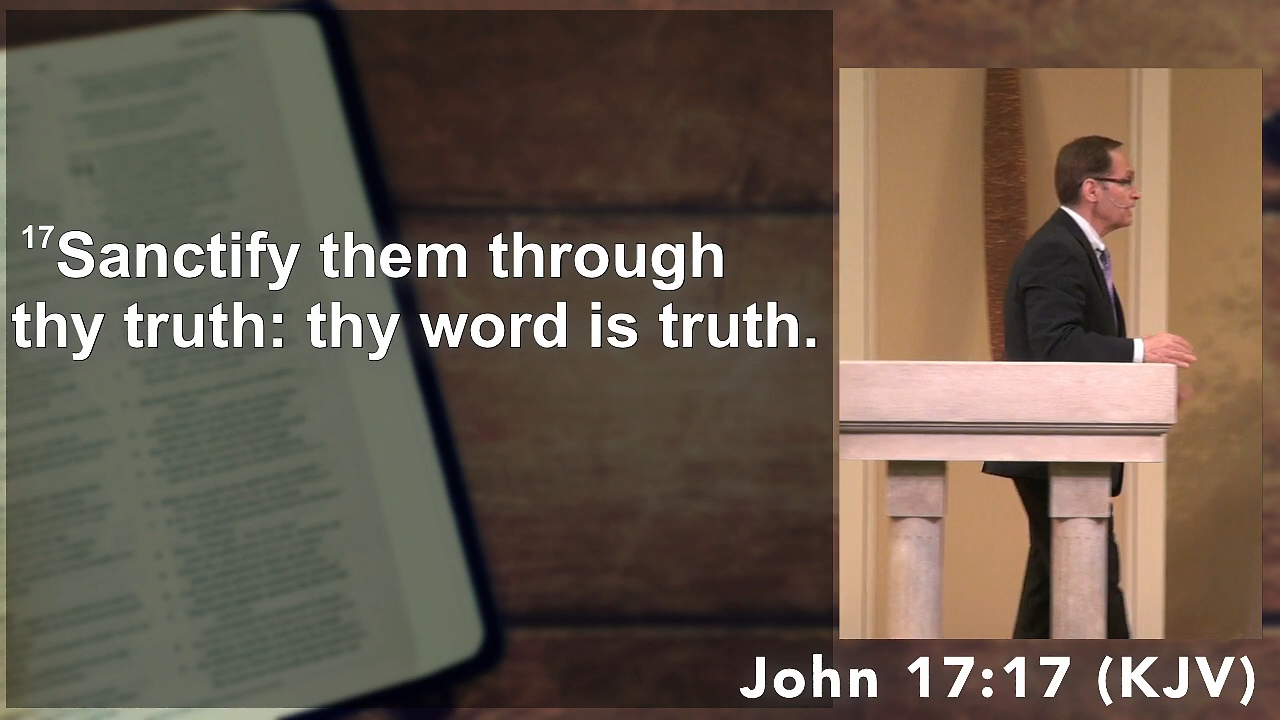 17Sanctify them through
thy truth: thy word is truth.
John 17:17 (KJV)